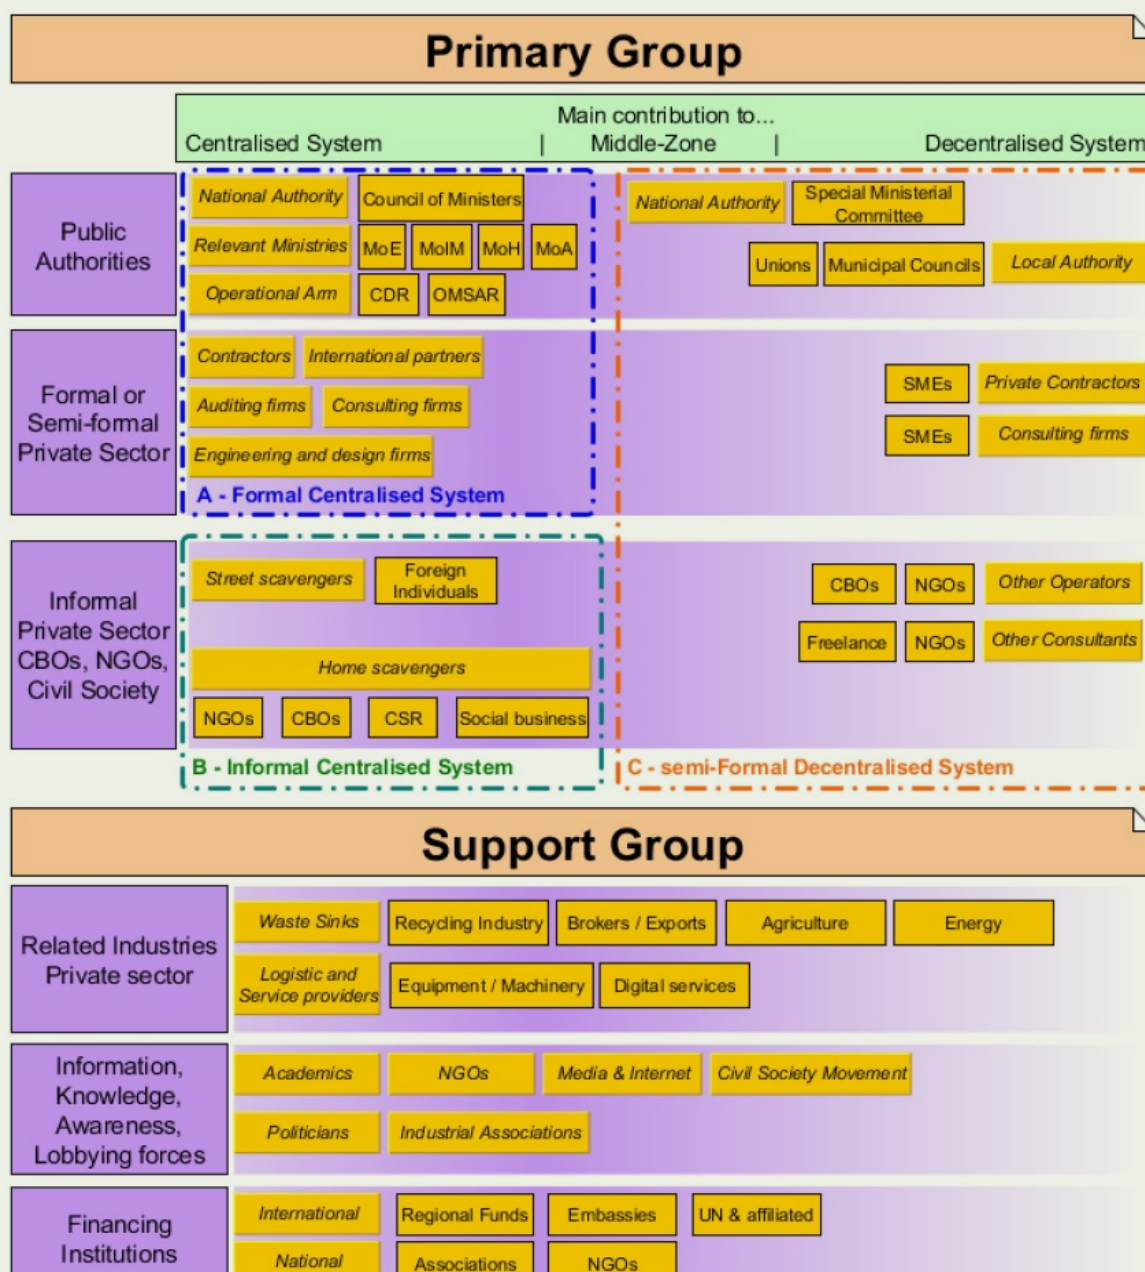 Primary Group
Main contribution to...
Centralised System | Middle-Zone | Decentralised System
Public
Authorities
National Authority
Council of Ministers
Relevant Ministries
MoE
MoIM
MoH
MoA
Operational Arm
CDR
OMSAR
National Authority
Special Ministerial
Committee
Unions
Municipal Councils
Local Authority
Formal or
Semi-formal
Private Sector
Contractors
International partners
Auditing firms
Consulting firms
Engineering and design firms
A - Formal Centralised System
SMEs
Private Contractors
SMEs
Consulting firms
Informal
Private Sector
CBOs, NGOs,
Civil Society
Street scavengers
Foreign
Individuals
Home scavengers
NGOs
CBOs
CSR
Social business
B - Informal Centralised System
CBOs
NGOs
Other Operators
Freelance
NGOs
Other Consultants
C - semi-Formal Decentralised System
Support Group
Related Industries
Private sector
Waste Sinks
Recycling Industry
Brokers / Exports
Agriculture
Energy
Logistic and
Service providers
Equipment / Machinery
Digital services
Information,
Knowledge,
Awareness,
Lobbying forces
Academics
NGOs
Media & Internet
Civil Society Movement
Politicians
Industrial Associations
Financing
Institutions
International
Regional Funds
Embassies
UN & affiliated
National
Associations
NGOs